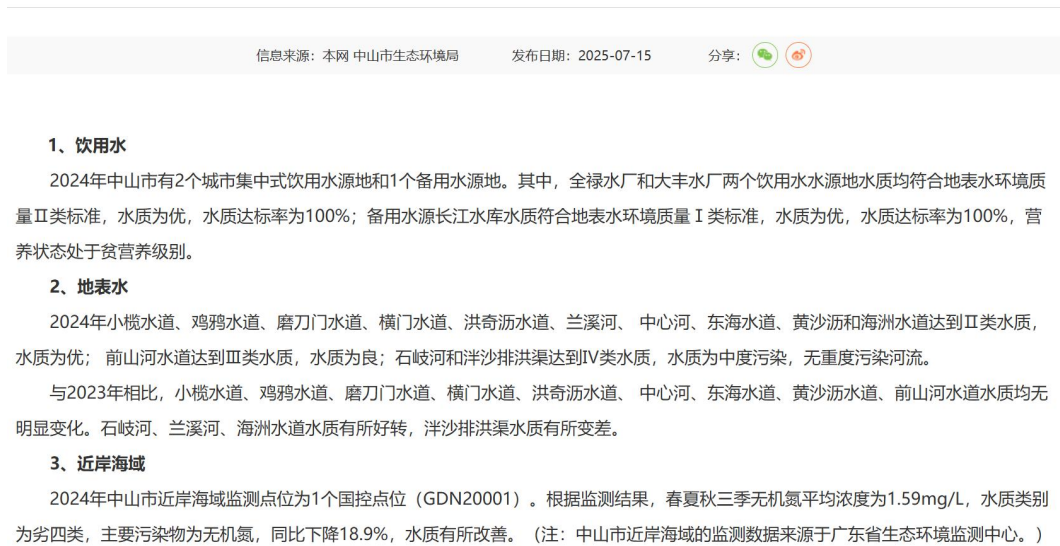 信息来源：本网 中山市生态环境局 发布日期：2025-07-15 分享：
1、饮用水
2024年中山市有2个城市集中式饮用水源地和1个备用水源地。其中，全禄水厂和大丰水厂两个饮用水水源地水质均符合地表水环境质
量Ⅱ类标准，水质为优，水质达标率为100%；备用水源长江水库水质符合地表水环境质量Ⅰ类标准，水质为优，水质达标率为100%，营
养状态处于贫营养级别。
2、地表水
2024年小榄水道、鸡鸦水道、磨刀门水道、横门水道、洪奇沥水道、兰溪河、 中心河、东海水道、黄沙沥和海洲水道达到Ⅱ类水质，
水质为优； 前山河水道达到Ⅲ类水质，水质为良；石岐河和泮沙排洪渠达到Ⅳ类水质，水质为中度污染，无重度污染河流。
与2023年相比，小榄水道、鸡鸦水道、磨刀门水道、横门水道、洪奇沥水道、 中心河、东海水道、黄沙沥水道、前山河水道水质均无
明显变化。石岐河、兰溪河、海洲水道水质有所好转，泮沙排洪渠水质有所变差。
3、近岸海域
2024年中山市近岸海域监测点位为1个国控点位（GDN20001）。根据监测结果，春夏秋三季无机氮平均浓度为1.59mg/L，水质类别
为劣四类，主要污染物为无机氮，同比下降18.9%，水质有所改善。（注：中山市近岸海域的监测数据来源于广东省生态环境监测中心。）